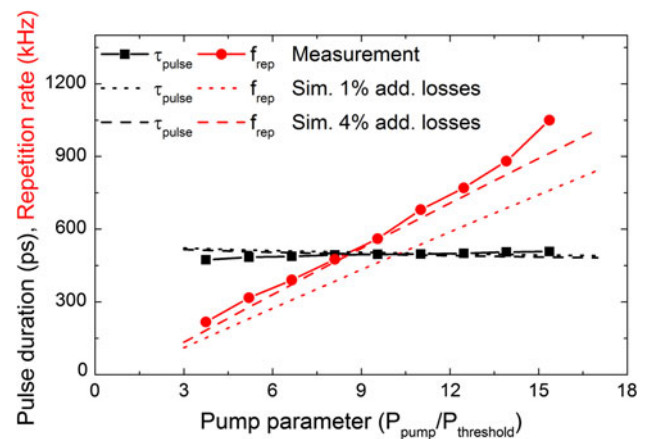 Pulse duration (ps), Repetition rate (kHz)
1200
900
600
300
0
τpulse frep Measurement
τpulse frep Sim. 1% add. losses
τpulse frep Sim. 4% add. losses
0 3 6 9 12 15 18
Pump parameter (Ppump/Pthreshold)